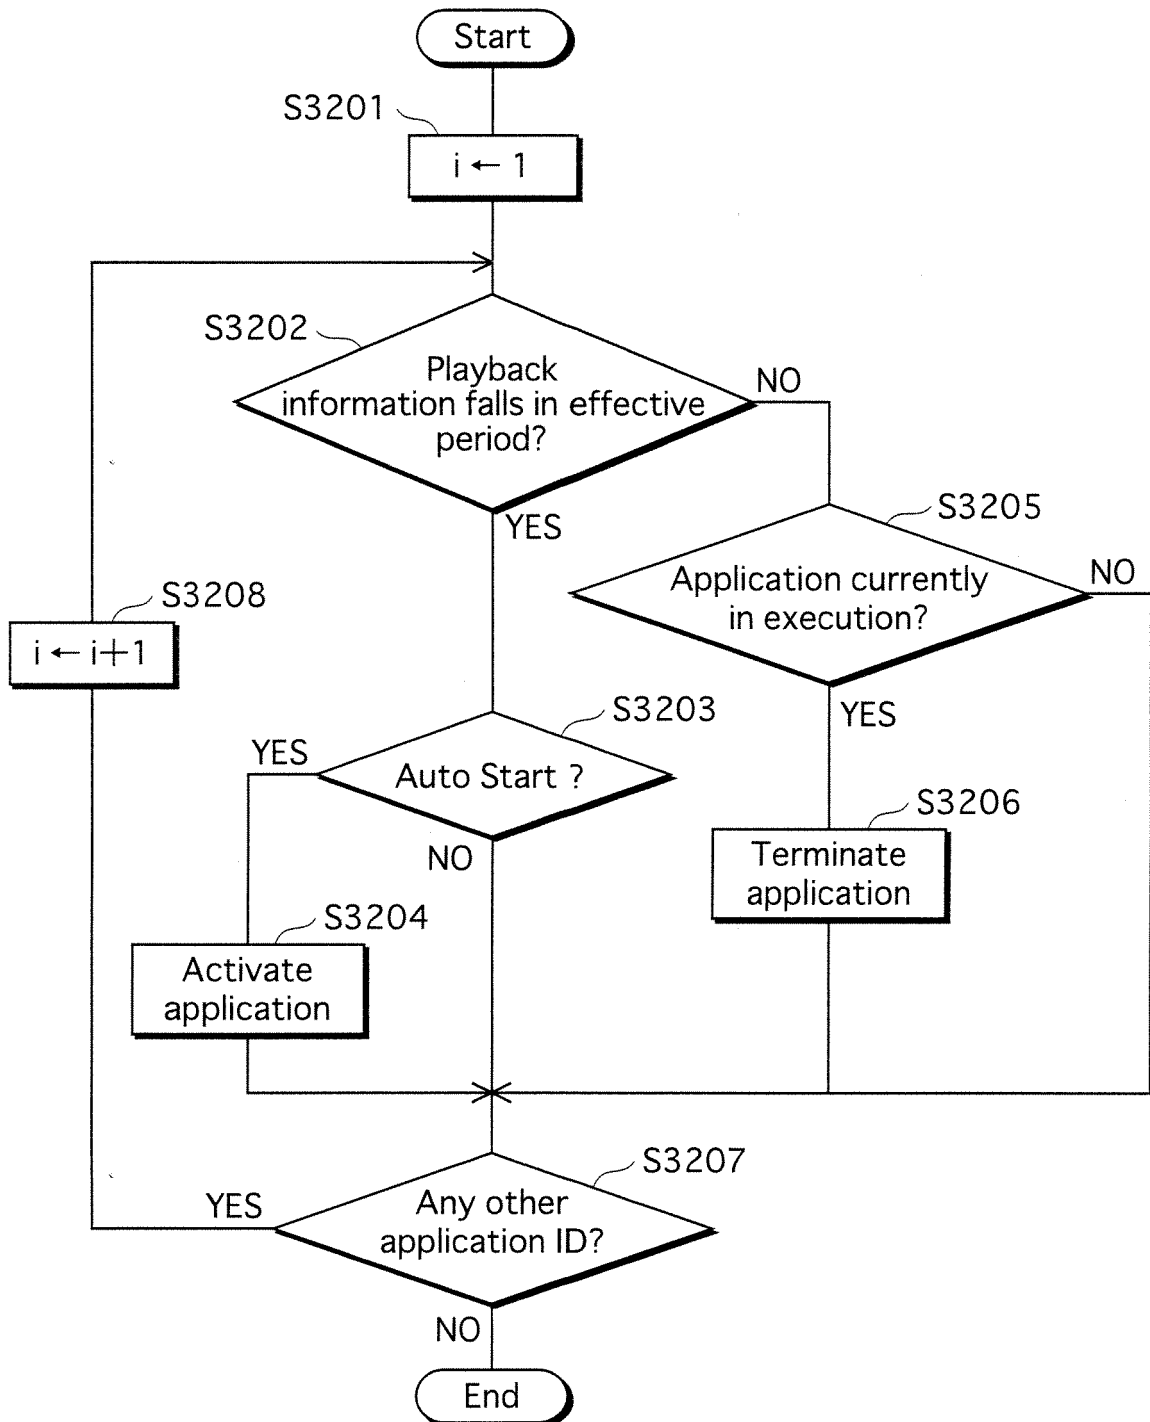 Start
S3201
i ← 1
S3202
Playback
information falls in effective
period?
NO
YES
S3205
Application currently
in execution?
NO
YES
S3208
i ← i+1
S3203
Auto Start ?
YES
NO
S3206
Terminate
application
S3204
Activate
application
S3207
Any other
application ID?
YES
NO
End